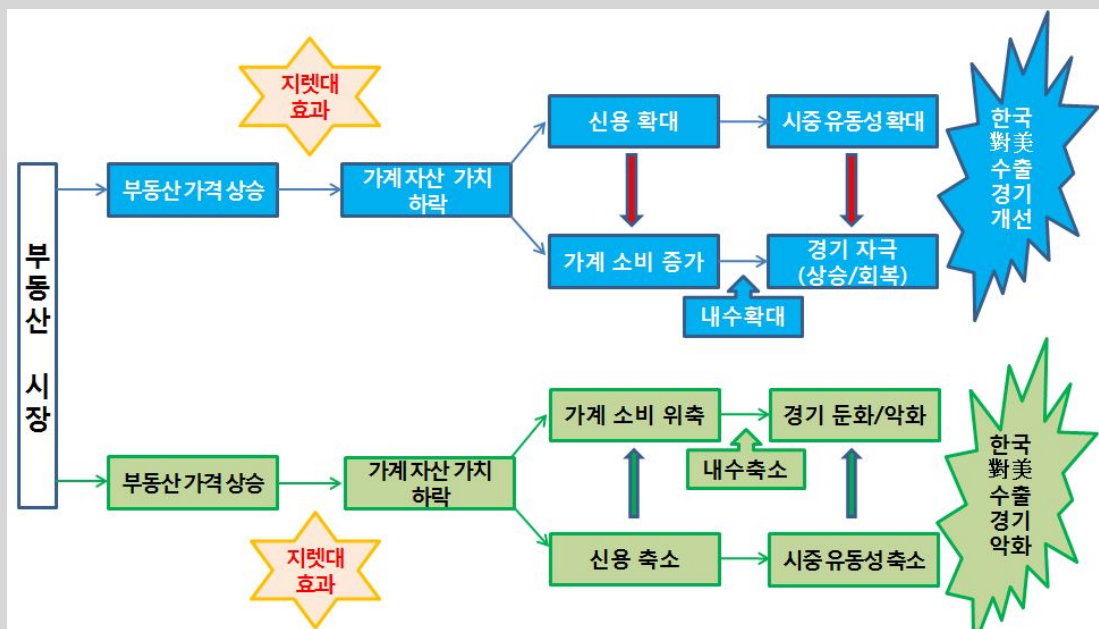 부동산 시장
지렛대
효과
부동산 가격 상승
가계 자산 가치
하락
신용 확대
시중 유동성 확대
가계 소비 증가
경기 자극
(상승/회복)
내수확대
한국
對美
수출
경기
개선
부동산 가격 상승
가계 자산 가치
하락
지렛대
효과
가계 소비 위축
경기 둔화/악화
내수축소
신용 축소
시중 유동성 축소
한국
對美
수출
경기
악화